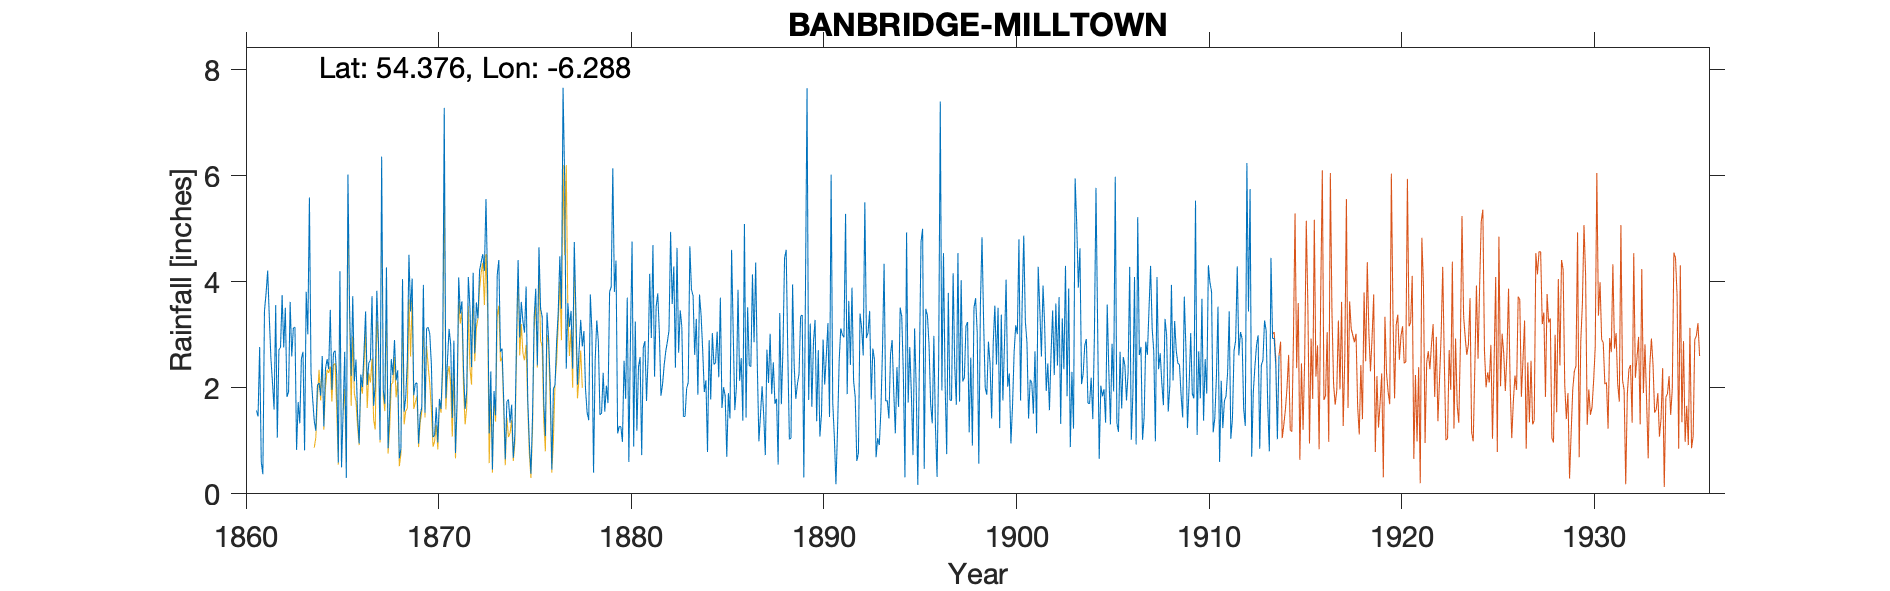 BANBRIDGE-MILLTOWN
Lat: 54.376, Lon: -6.288
Rainfall [inches]
8
6
4
2
0
1860 1870 1880 1890 1900 1910 1920 1930
Year